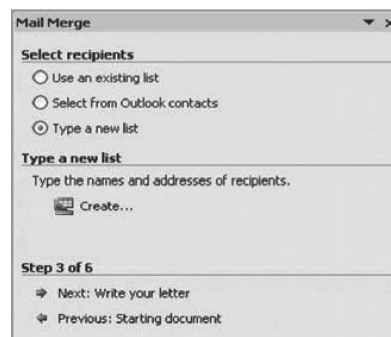 Mail Merge
Select recipients
Use an existing list
Select from Outlook contacts
Type a new list
Type a new list
Type the names and addresses of recipients.
Create...
Step 3 of 6
Next: Write your letter
Previous: Starting document